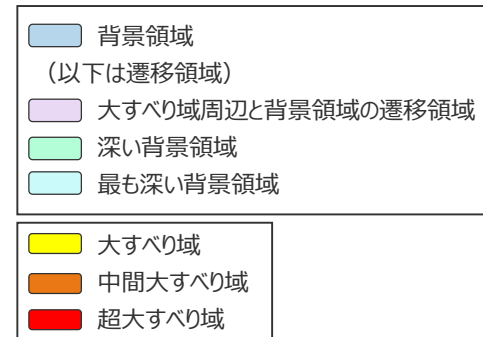 背景領域
（以下は遷移領域）
大すべり域周辺と背景領域の遷移領域
深い背景領域
最も深い背景領域
大すべり域
中間大すべり域
超大すべり域